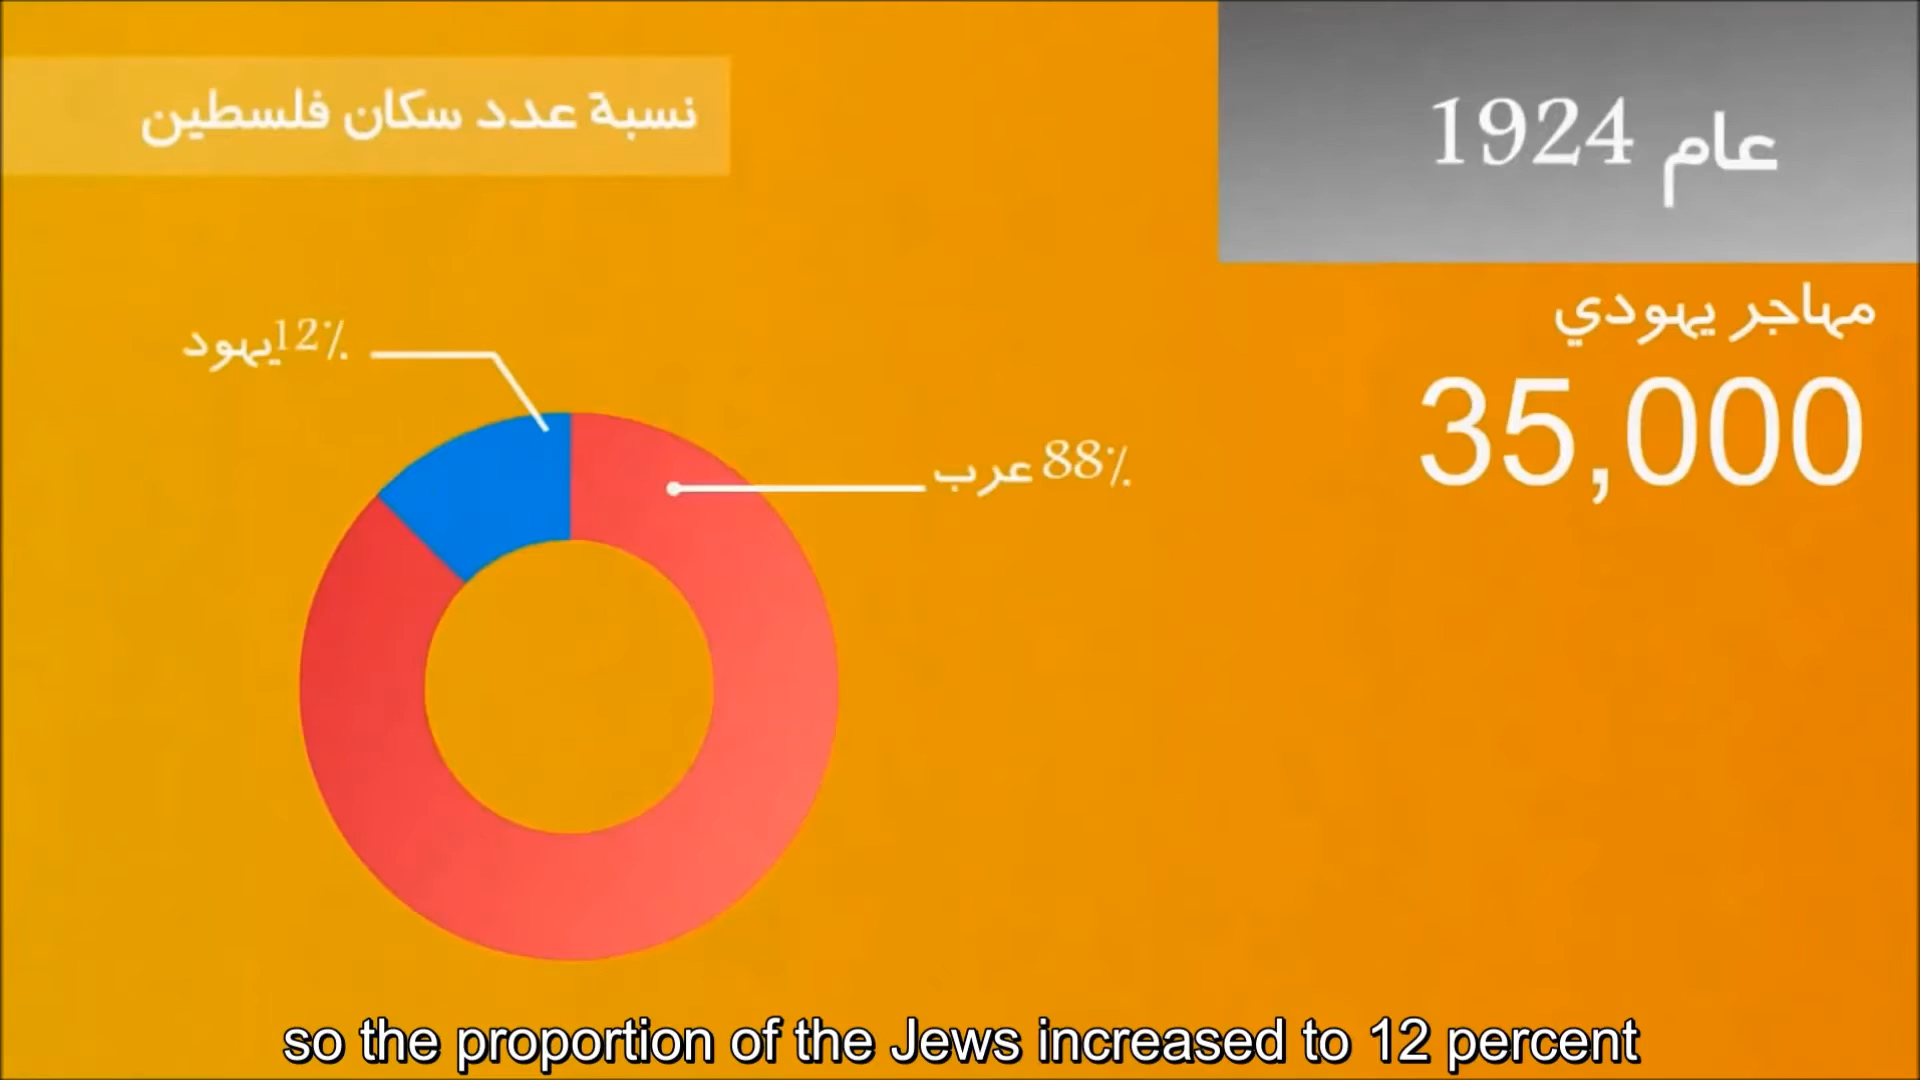 نسبة عدد سكان فلسطين
عام 1924
مهاجر يهودي
35,000
12٪يهود
88٪ عرب
so the proportion of the Jews increased to 12 percent